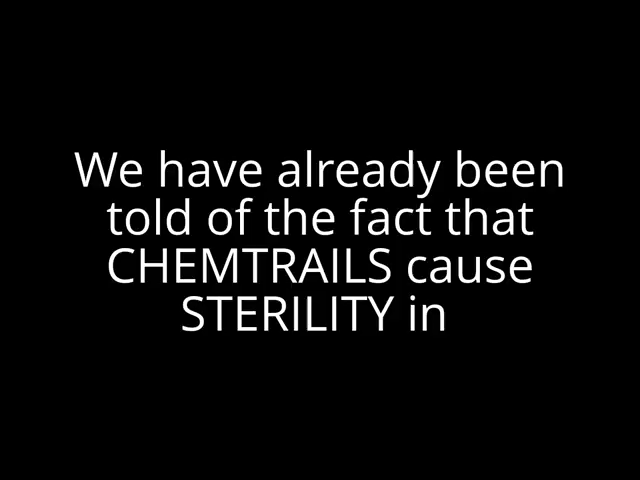 We have already been
told of the fact that
CHEMTRAILS cause
STERILITY in